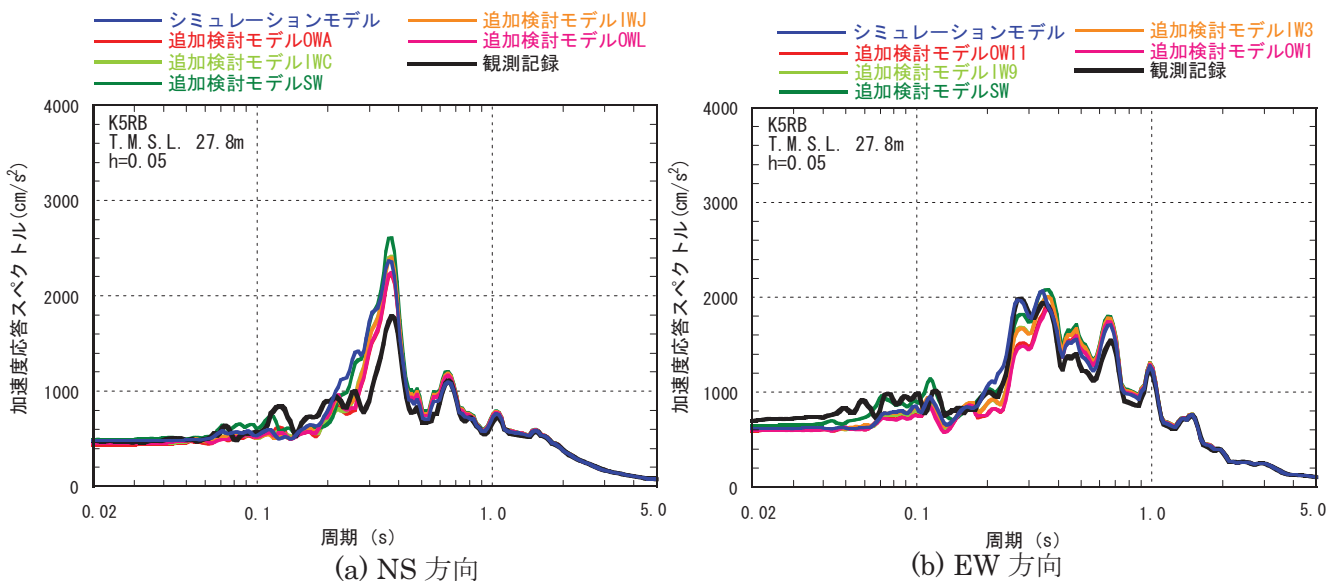 シミュレーションモデル
追加検討モデルOWA
追加検討モデルIWC
追加検討モデルSW
追加検討モデルIWJ
追加検討モデルOWL
観測記録
K5RB
T.M.S.L. 27.8m
h=0.05
加速度応答スペクトル(cm/s²)
4000
3000
2000
1000
0
0.02
0.1
1.0
5.0
周期 (s)
(a) NS 方向
シミュレーションモデル
追加検討モデルOW11
追加検討モデルIW9
追加検討モデルSW
追加検討モデルIW3
追加検討モデルOW1
観測記録
K5RB
T.M.S.L. 27.8m
h=0.05
加速度応答スペクトル(cm/s²)
4000
3000
2000
1000
0
0.02
0.1
1.0
5.0
周期 (s)
(b) EW 方向